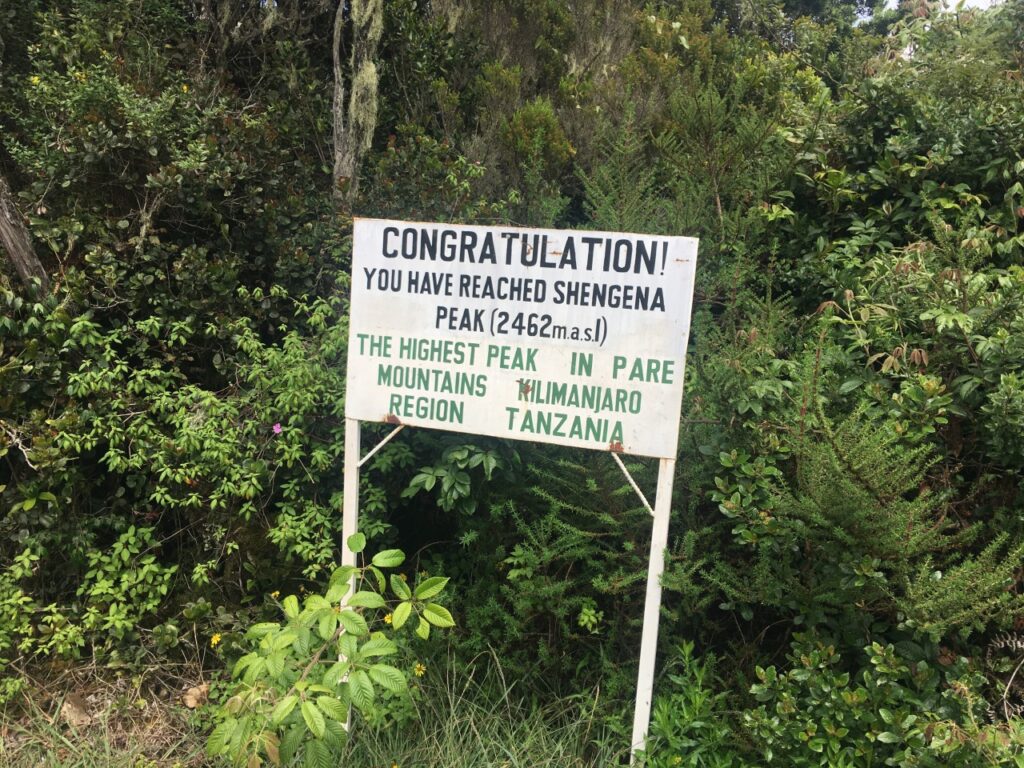 CONGRATULATION!
YOU HAVE REACHED SHENGENA
PEAK (2462m.a.s.l)
THE HIGHEST PEAK IN PARE
MOUNTAINS KILIMANJARO
REGION TANZANIA